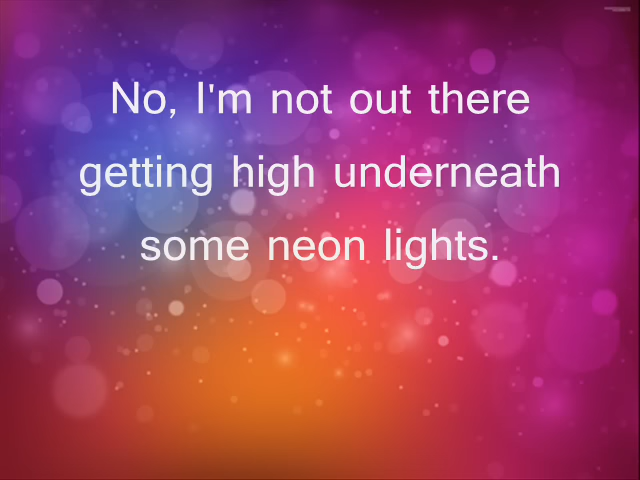 No, I'm not out there
getting high underneath
some neon lights.